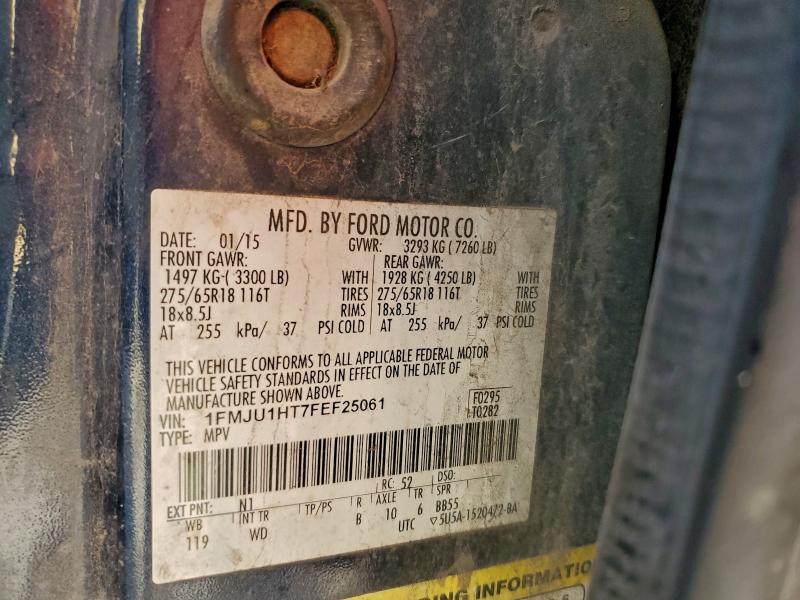 MFD. BY FORD MOTOR CO.
DATE: 01/15 GVWR: 3293 KG ( 7260 LB)
FRONT GAWR: REAR GAWR:
1497 KG-( 3300 LB) WITH 1928 KG ( 4250 LB) WITH
275/65R18 116T TIRES 275/65R18 116T TIRES
18x8.5J RIMS 18x8.5J RIMS
AT 255 kPa/ 37 PSI COLD AT 255 kPa/ 37 PSI COLD
THIS VEHICLE CONFORMS TO ALL APPLICABLE FEDERAL MOTOR
VEHICLE SAFETY STANDARDS IN EFFECT ON THE DATE OF
MANUFACTURE SHOWN ABOVE.
VIN: 1FMJU1HT7FEF25061 F0295
TYPE: MPV LT0282
RC: 52 DSO:
EXT PNT: N1 TP/PS R AXLE TR SPR
WB INT TR B 10 6 BB55
119 WD UTC ▽5U5A-1520472-BA
DING INFORMATION